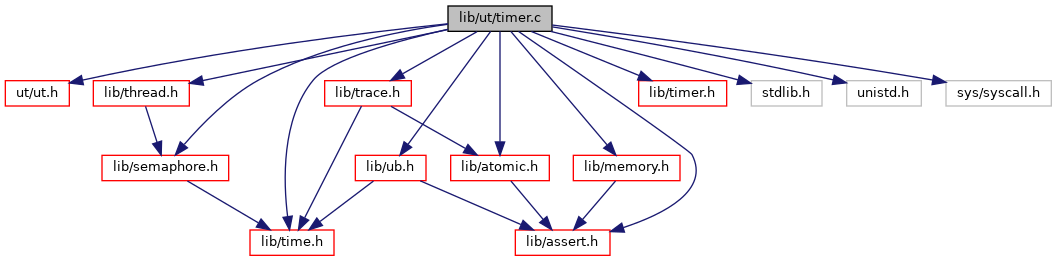 lib/ut/timer.c
ut/ut.h
lib/thread.h
lib/trace.h
lib/timer.h
stdlib.h
unistd.h
sys/syscall.h
lib/semaphore.h
lib/ub.h
lib/atomic.h
lib/memory.h
lib/time.h
lib/assert.h